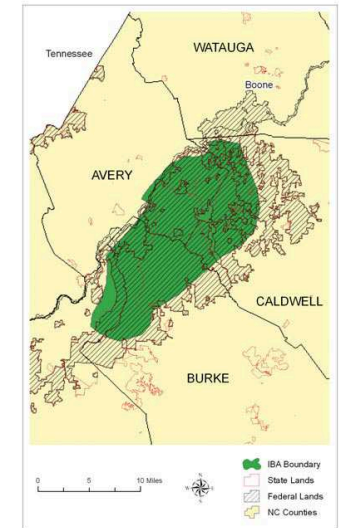 Tennessee
WATAUGA
Boone
AVERY
CALDWELL
BURKE
IBA Boundary
State Lands
Federal Lands
NC Counties
0 5 10 Miles